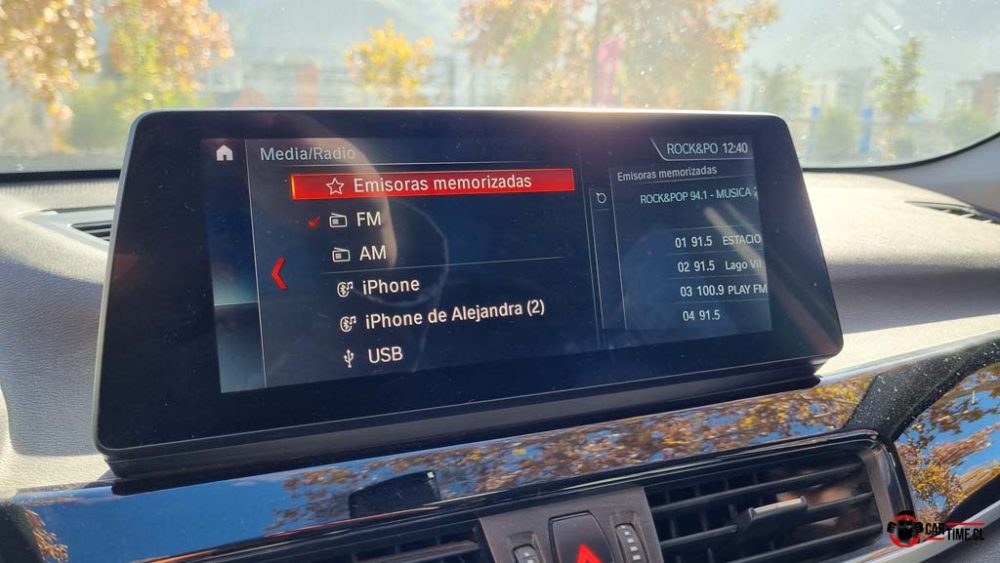 Media/Radio
Emisoras memorizadas
FM
AM
iPhone
iPhone de Alejandra (2)
USB
ROCK&PO 12:40
Emisoras memorizadas
ROCK&POP 94.1 - MUSICA
01 91.5 ESTACIO
02 91.5 Lago Vil
03 100.9 PLAY FM
04 91.5
CAR
TIME.CL